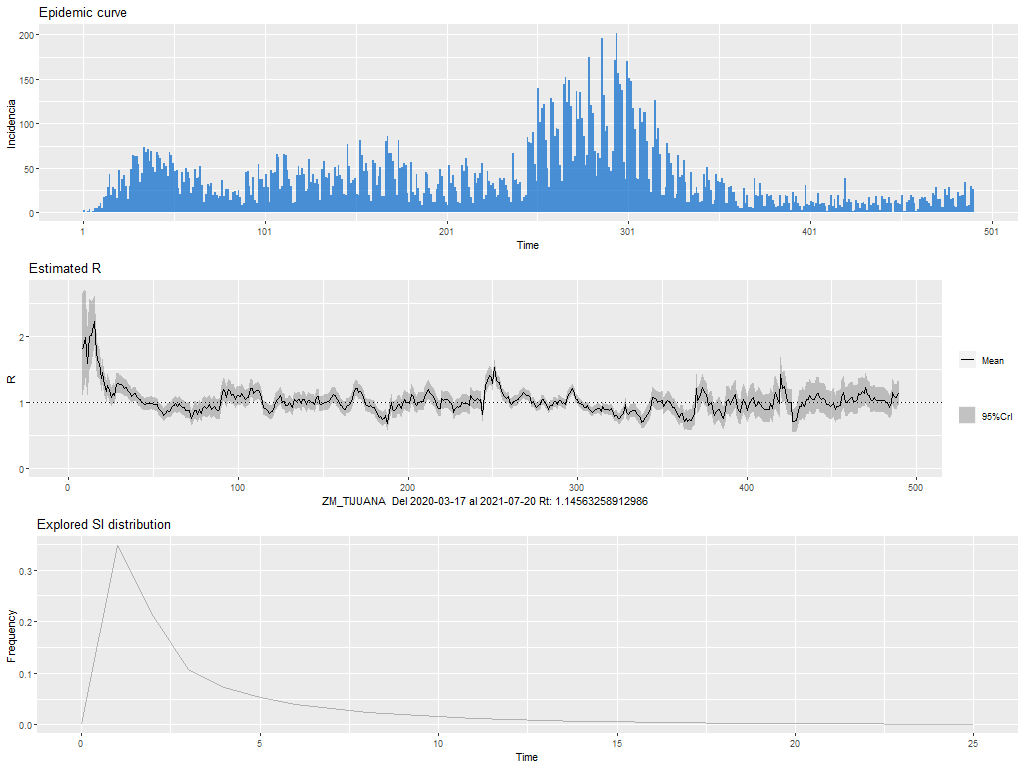 Epidemic curve
200
150
100
50
0
Incidencia
1 101 201 301 401 501
Time
Estimated R
2
1
0
R
Mean
95%CrI
0 100 200 300 400 500
ZM_TIJUANA Del 2020-03-17 al 2021-07-20 Rt: 1.14563258912986
Explored SI distribution
0.3
0.2
0.1
0.0
Frequency
0 5 10 15 20 25
Time